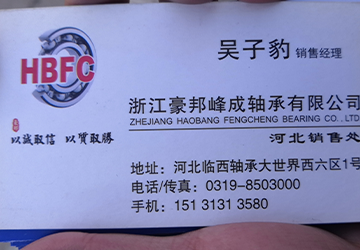 HBFC
吴子豹 销售经理
浙江豪邦峰成轴承有限公司
ZHEJIANG HAOBANG FENGCHENG BEARING CO.,LTD
以誠取信 以質取勝
河北销售处
地址：河北临西轴承大世界西六区1号
电话/传真：0319-8503000
手机：151 3131 3580